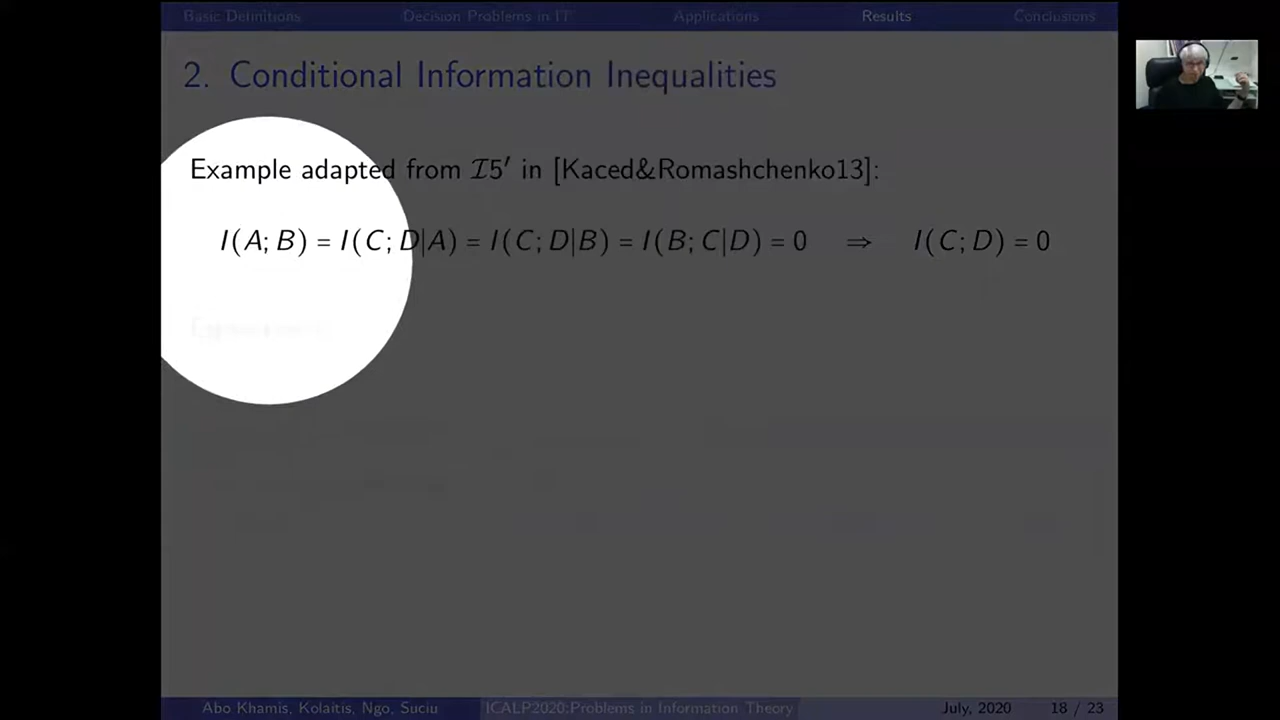 Basic Definitions Decision Problems in IT Applications Results Conclusions
2. Conditional Information Inequalities
Example adapted from ℐ5′ in [Kaced&Romashchenko13]:
I(A; B) = I(C; D|A) = I(C; D|B) = I(B; C|D) = 0 ⇒ I(C; D) = 0
Abo Khamis, Kolaitis, Ngo, Suciu ICALP2020:Problems in Information Theory July, 2020 18 / 23